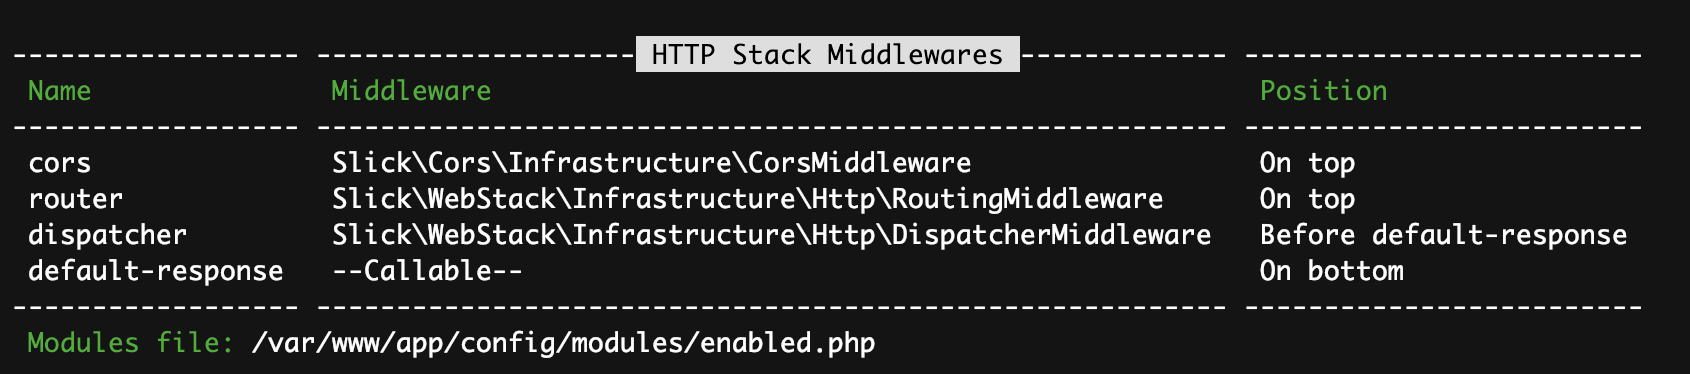 HTTP Stack Middlewares
Name Middleware Position
cors Slick\Cors\Infrastructure\CorsMiddleware On top
router Slick\WebStack\Infrastructure\Http\RoutingMiddleware On top
dispatcher Slick\WebStack\Infrastructure\Http\DispatcherMiddleware Before default-response
default-response --Callable-- On bottom
Modules file: /var/www/app/config/modules/enabled.php